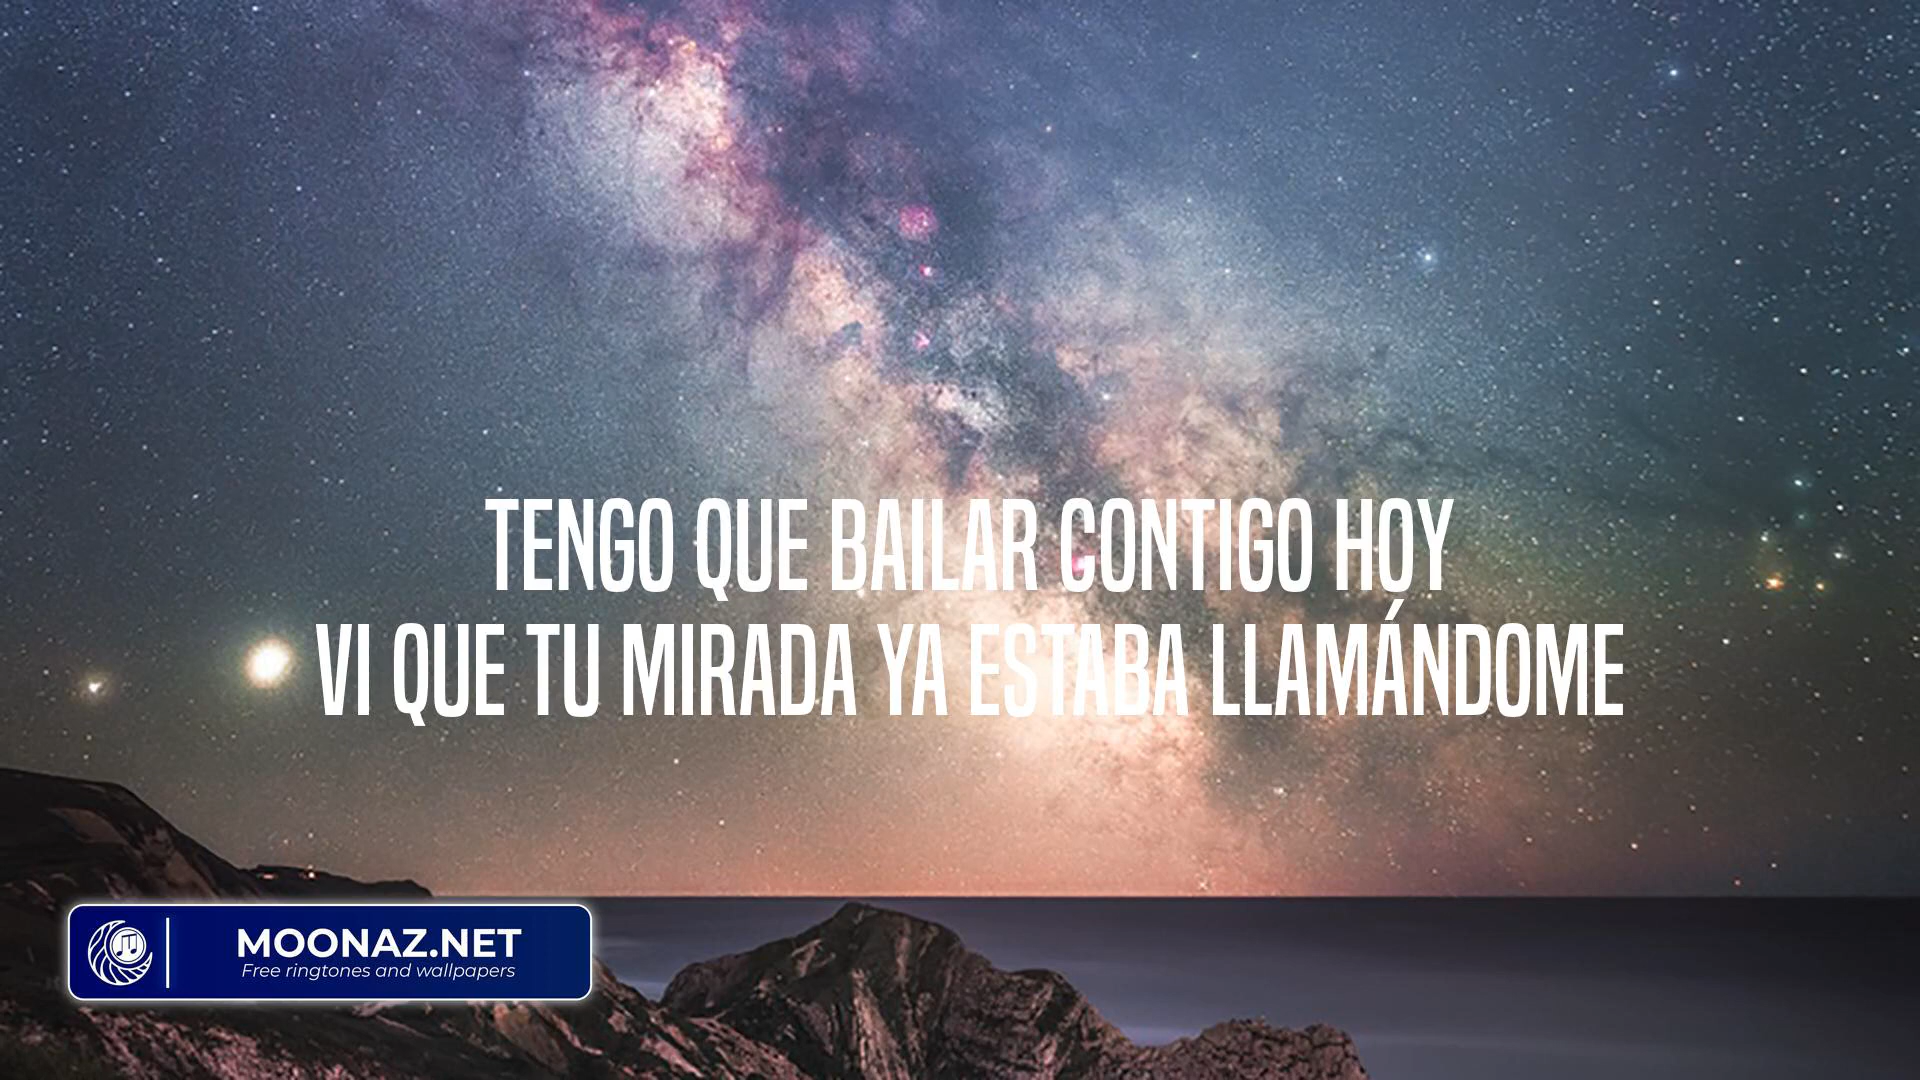 TENGO QUE BAILAR CONTIGO HOY
VI QUE TU MIRADA YA ESTABA LLAMÁNDOME
MOONAZ.NET
Free ringtones and wallpapers